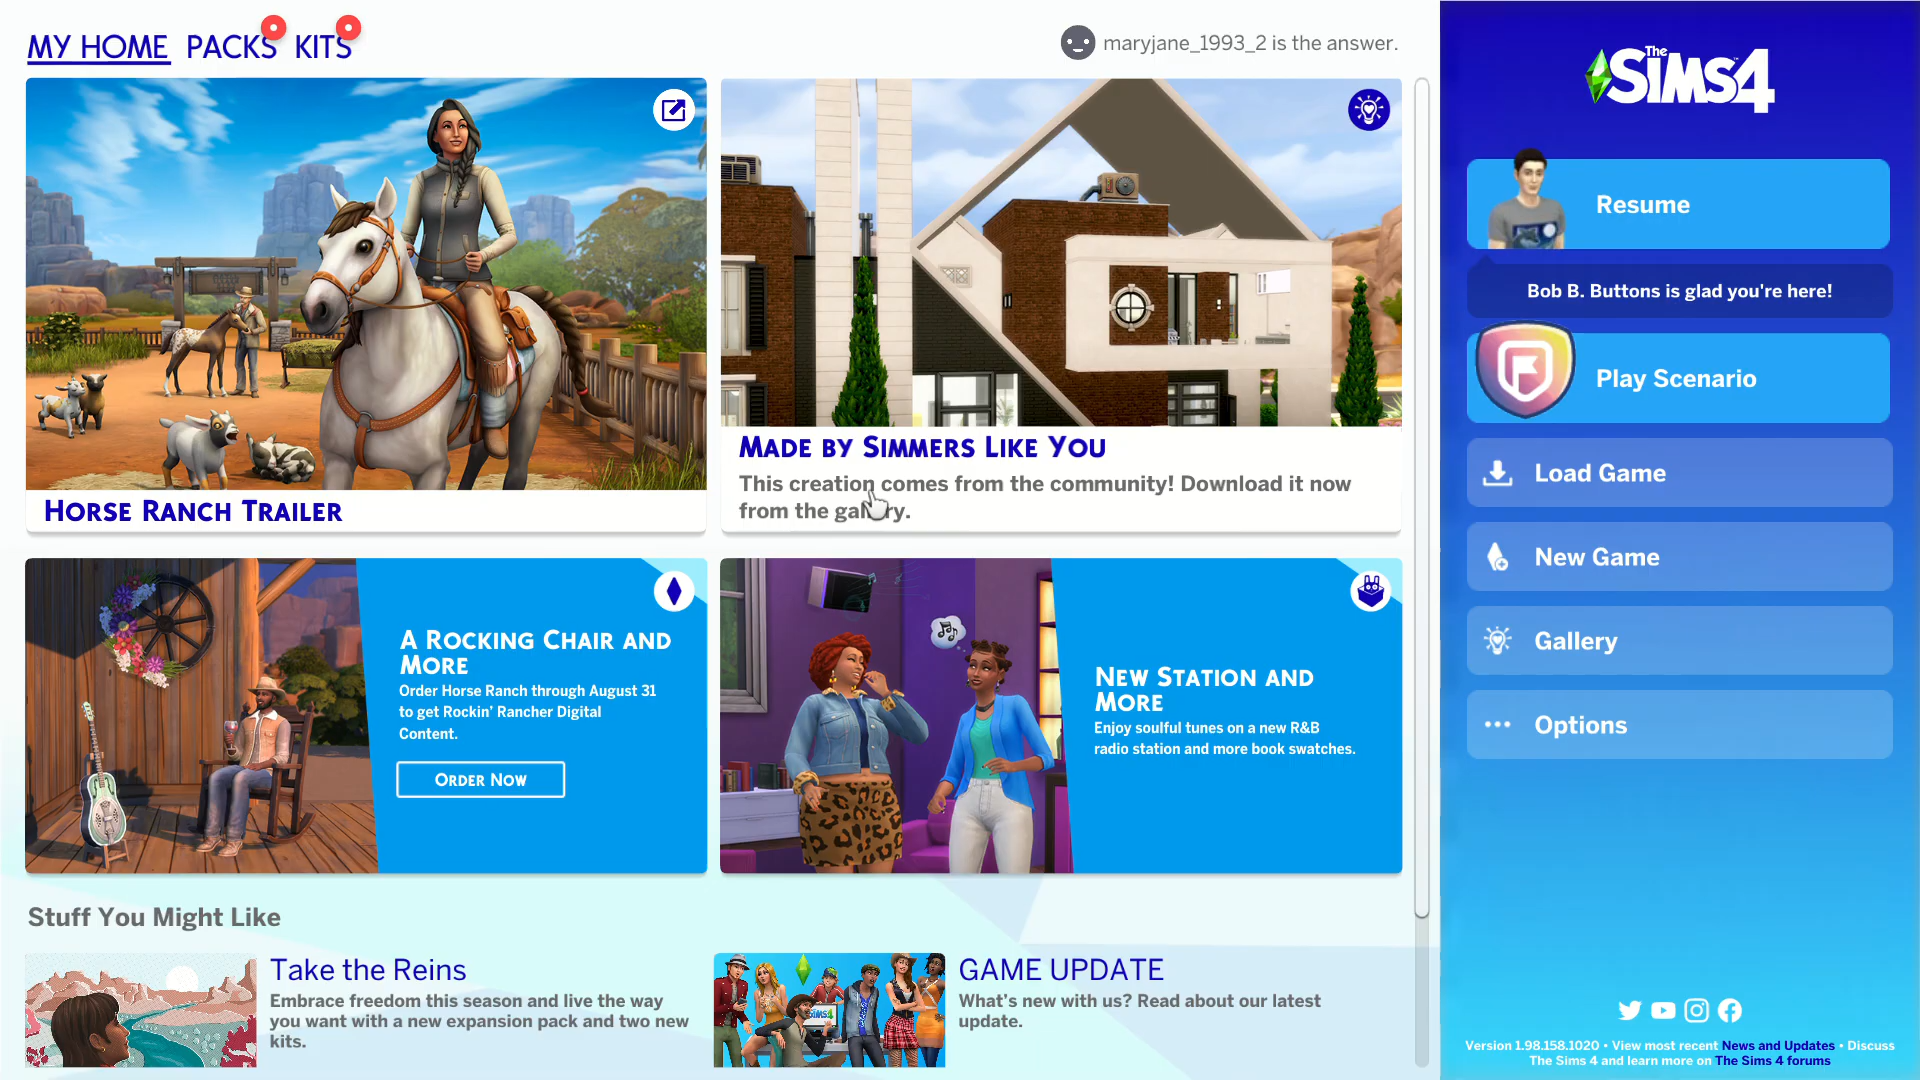 MY HOME PACKS KITS
maryjane_1993_2 is the answer.
HORSE RANCH TRAILER
MADE BY SIMMERS LIKE YOU
This creation comes from the community! Download it now
from the gallery.
A ROCKING CHAIR AND
MORE
Order Horse Ranch through August 31
to get Rockin' Rancher Digital
Content.
ORDER NOW
NEW STATION AND
MORE
Enjoy soulful tunes on a new R&B
radio station and more book swatches.
Stuff You Might Like
Take the Reins
Embrace freedom this season and live the way
you want with a new expansion pack and two new
kits.
SIMS4
GAME UPDATE
What's new with us? Read about our latest
update.
The
SIMS4
Resume
Bob B. Buttons is glad you're here!
Play Scenario
Load Game
New Game
Gallery
Options
Version 1.98.158.1020 • View most recent News and Updates • Discuss
The Sims 4 and learn more on The Sims 4 forums